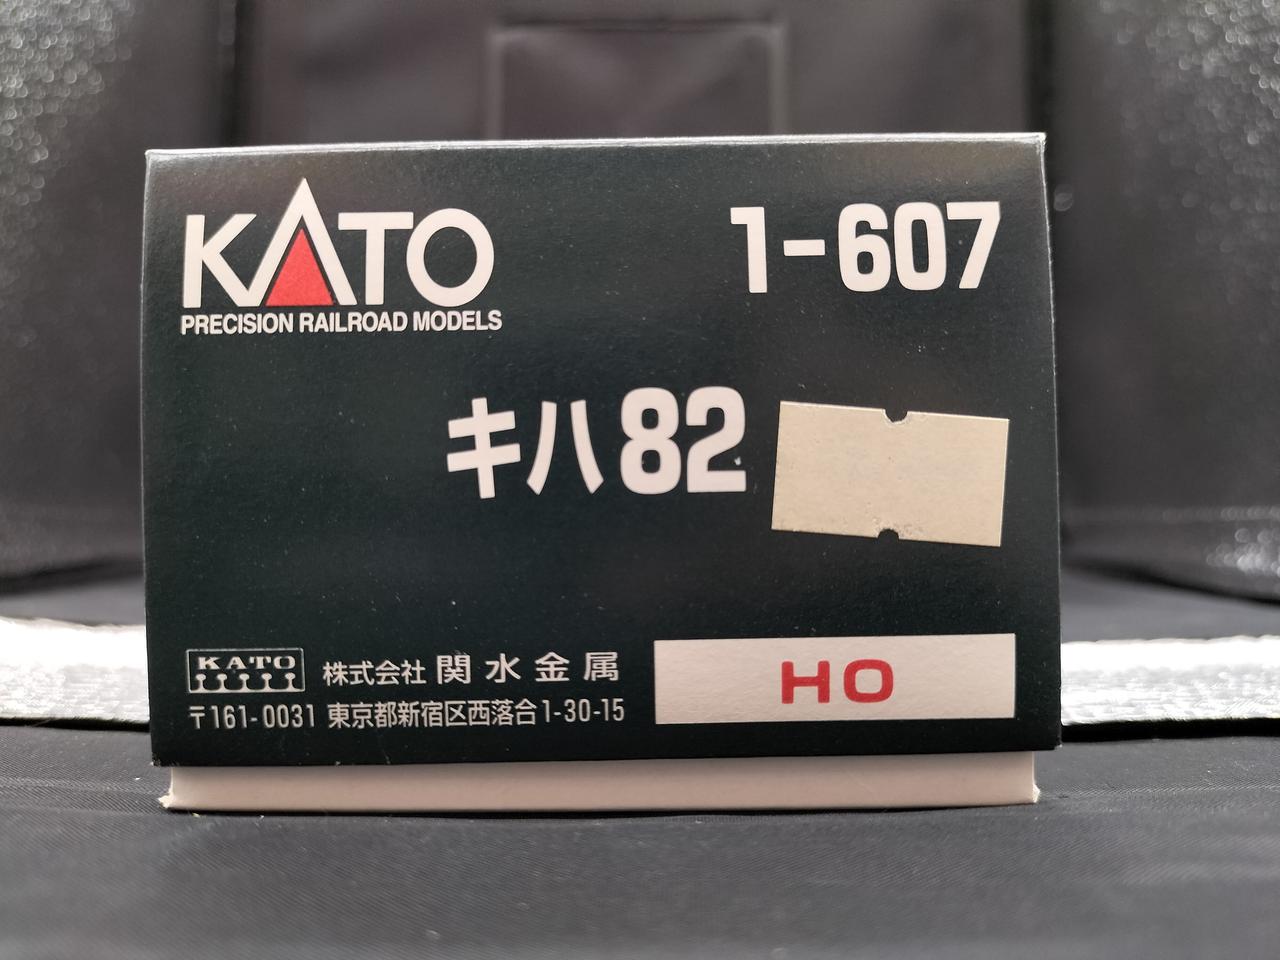 KATO 1-607
PRECISION RAILROAD MODELS
キハ82
KATO 株式会社 関水金属
〒161-0031 東京都新宿区西落合1-30-15
HO